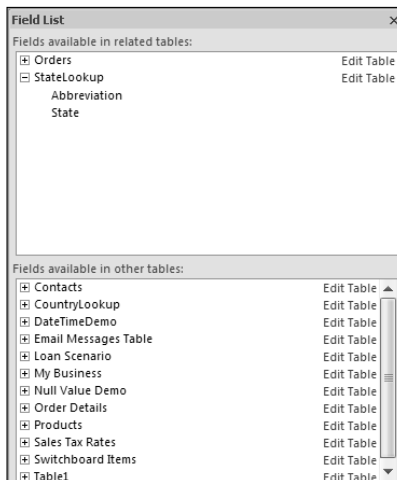 Field List
Fields available in related tables:
Orders Edit Table
StateLookup Edit Table
Abbreviation
State
Fields available in other tables:
Contacts Edit Table
CountryLookup Edit Table
DateTimeDemo Edit Table
Email Messages Table Edit Table
Loan Scenario Edit Table
My Business Edit Table
Null Value Demo Edit Table
Order Details Edit Table
Products Edit Table
Sales Tax Rates Edit Table
Switchboard Items Edit Table
Table1 Edit Table